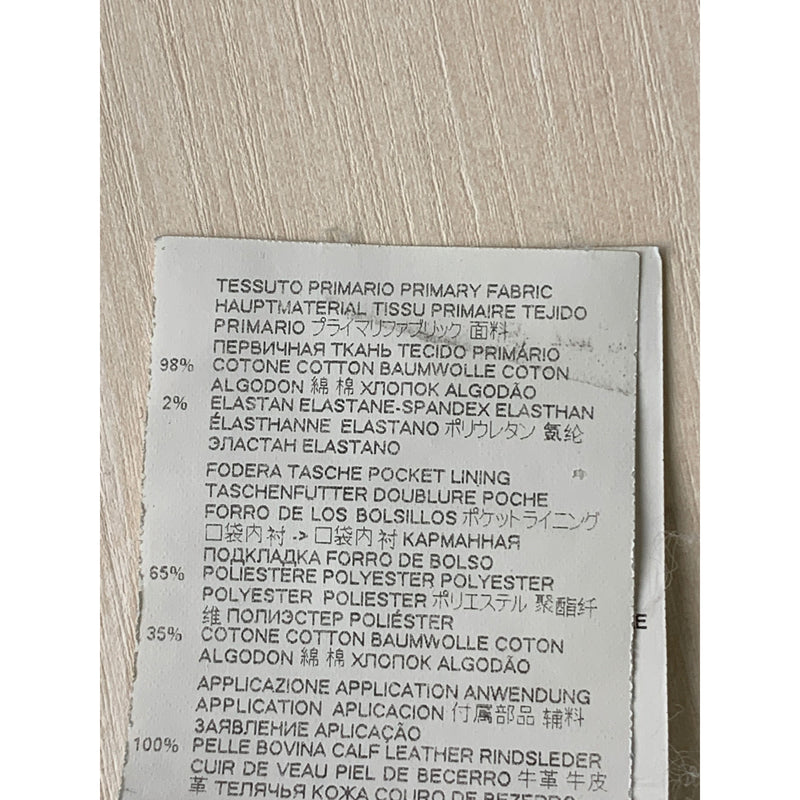 TESSUTO PRIMARIO PRIMARY FABRIC
HAUPTMATERIAL TISSU PRIMAIRE TEJIDO
PRIMARIO プライマリファブリック 面料
ПЕРВИЧНАЯ ТКАНЬ TECIDO PRIMÁRIO
98% COTONE COTTON BAUMWOLLE COTON
ALGODON 綿 棉 ХЛОПОК ALGODÃO
2% ELASTAN ELASTANE-SPANDEX ELASTHAN
ÉLASTHANNE ELASTANO ポリウレタン 氨纶
ЭЛАСТАН ELASTANO
FODERA TASCHE POCKET LINING
TASCHENFUTTER DOUBLURE POCHE
FORRO DE LOS BOLSILLOS ポケットライニング
口袋内衬 -> 口袋内衬 КАРМАННАЯ
ПОДКЛАДКА FORRO DE BOLSO
65% POLIESTERE POLYESTER POLYESTER
POLYESTER POLIESTER ポリエステル 聚酯纤
维 ПОЛИЭСТЕР POLIÉSTER
35% COTONE COTTON BAUMWOLLE COTON
ALGODON 綿 棉 ХЛОПОК ALGODÃO
APPLICAZIONE APPLICATION ANWENDUNG
APPLICATION APLICACION 付属部品 辅料
ЗАЯВЛЕНИЕ APLICAÇÃO
100% PELLE BOVINA CALF LEATHER RINDSLEDER
CUIR DE VEAU PIEL DE BECERRO 牛革 牛皮
革 ТЕЛЯЧЬЯ КОЖА COURO DE BEZERRO
E